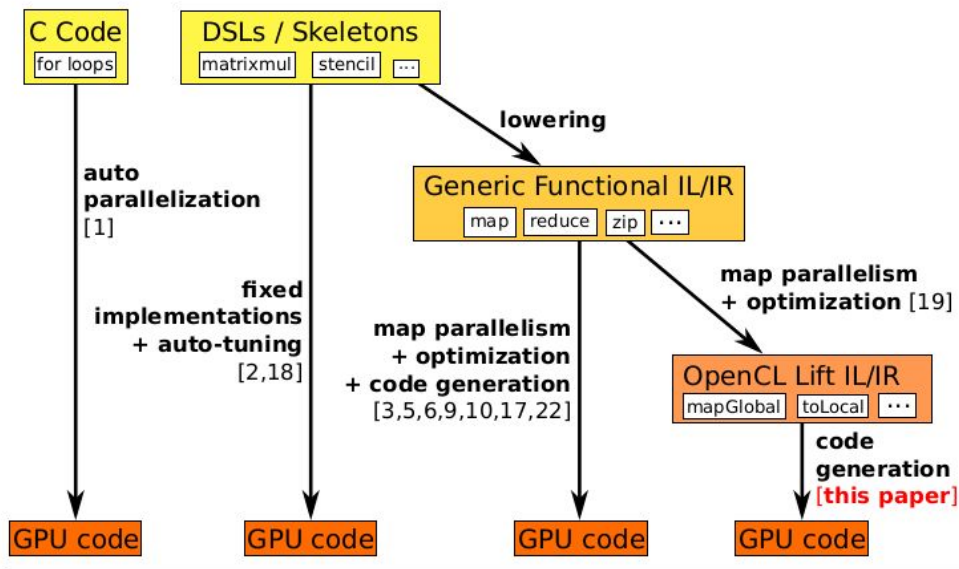 C Code
for loops
DSLs / Skeletons
matrixmul stencil ...
lowering
auto
parallelization
[1]
Generic Functional IL/IR
map reduce zip ...
fixed
implementations
+ auto-tuning
[2,18]
map parallelism
+ optimization
+ code generation
[3,5,6,9,10,17,22]
map parallelism
+ optimization [19]
OpenCL Lift IL/IR
mapGlobal toLocal ...
code
generation
[this paper]
GPU code
GPU code
GPU code
GPU code